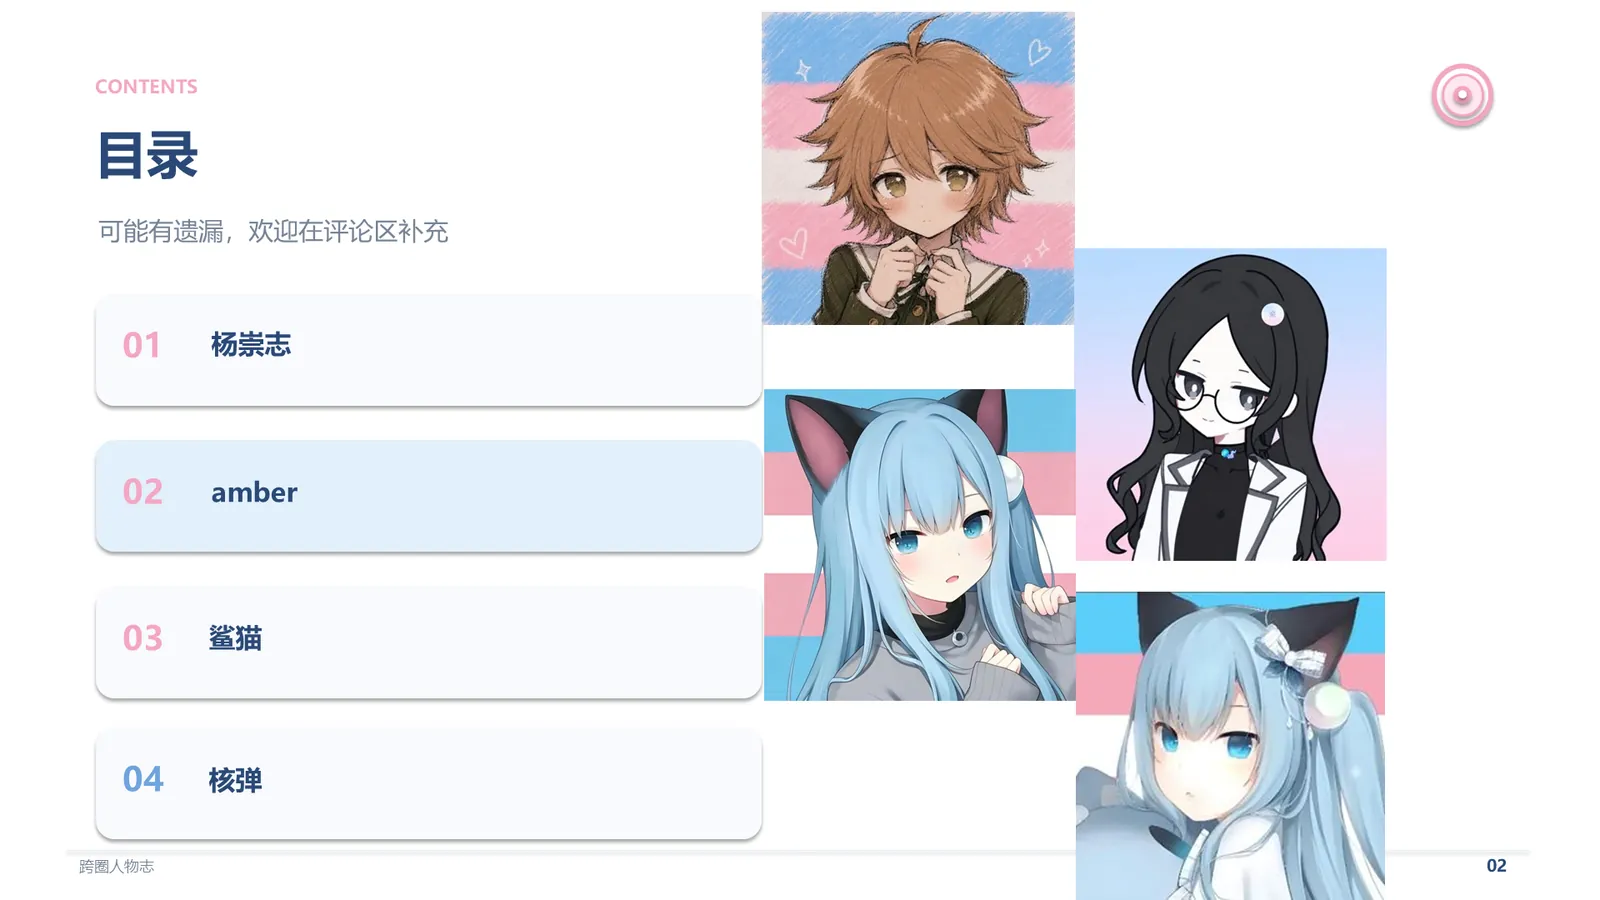 CONTENTS
目录
可能有遗漏，欢迎在评论区补充
01 杨崇志
02 amber
03 鲨猫
04 核弹
跨圈人物志
02